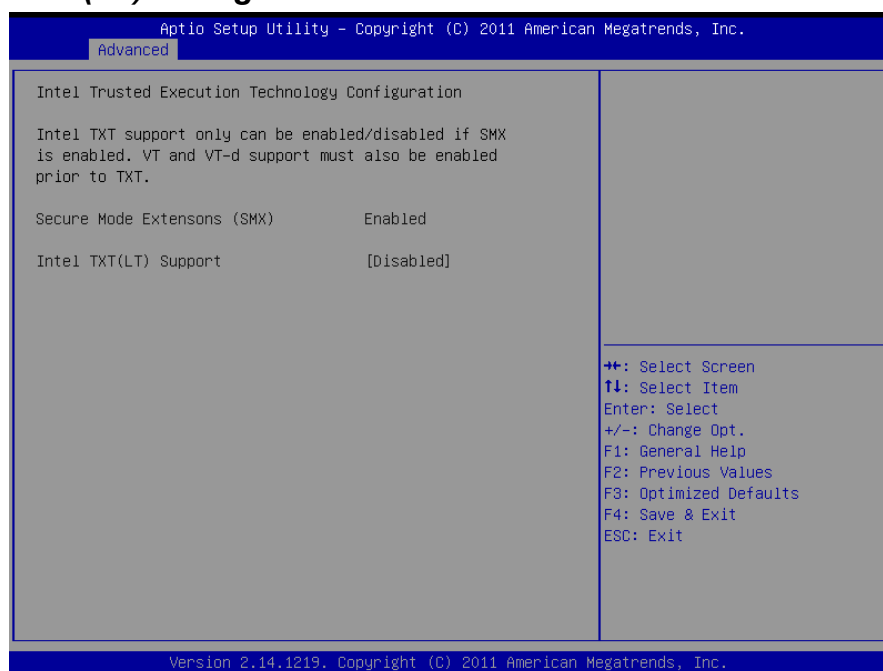 Aptio Setup Utility – Copyright (C) 2011 American Megatrends, Inc.
Advanced
Intel Trusted Execution Technology Configuration
Intel TXT support only can be enabled/disabled if SMX
is enabled. VT and VT-d support must also be enabled
prior to TXT.
Secure Mode Extensons (SMX) Enabled
Intel TXT(LT) Support [Disabled]
→←: Select Screen
↑↓: Select Item
Enter: Select
+/-: Change Opt.
F1: General Help
F2: Previous Values
F3: Optimized Defaults
F4: Save & Exit
ESC: Exit
Version 2.14.1219. Copyright (C) 2011 American Megatrends, Inc.